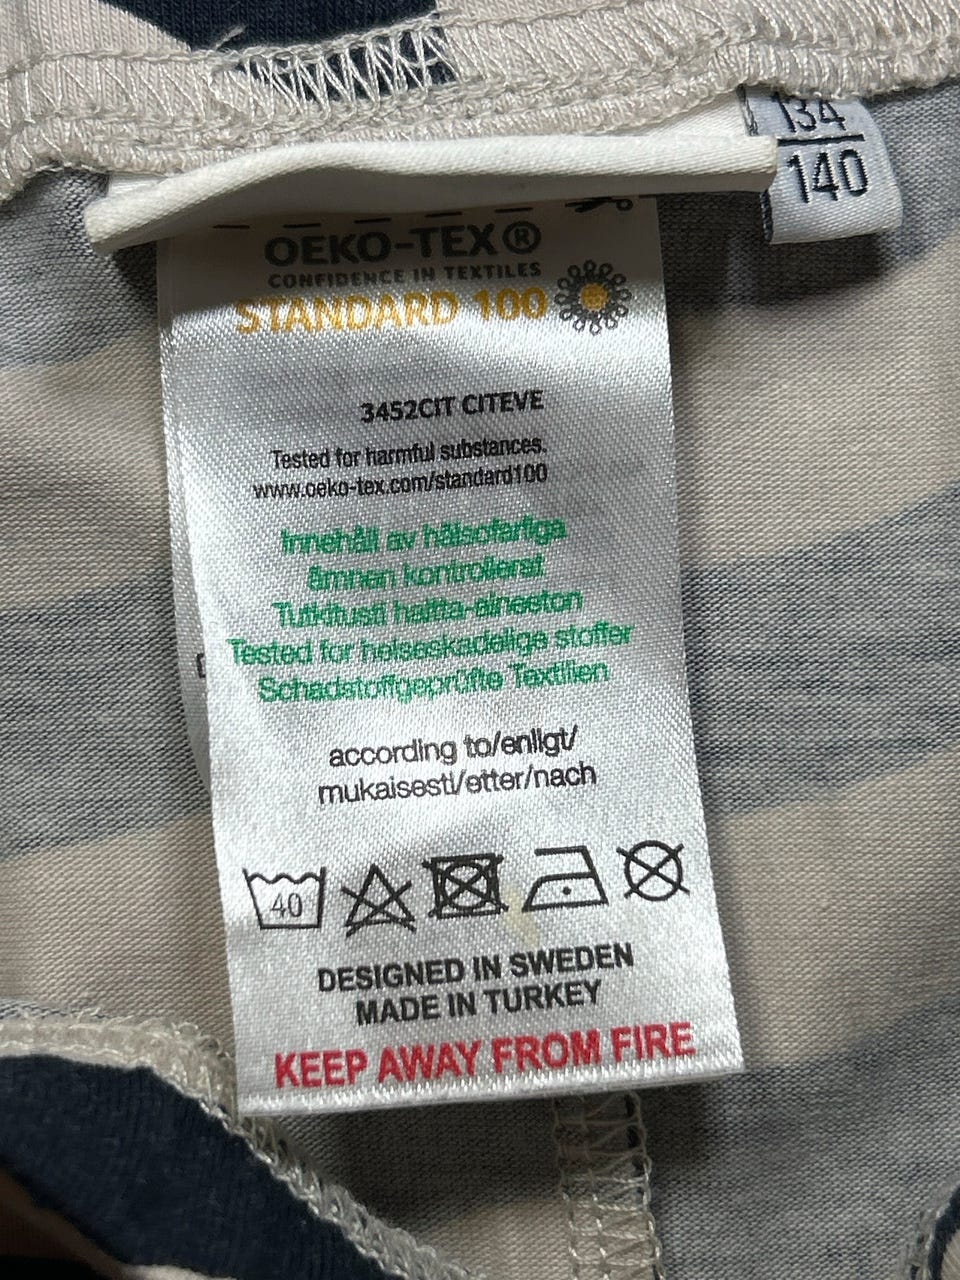 134
140
OEKO-TEX®
CONFIDENCE IN TEXTILES
STANDARD 100
3452CIT CITEVE
Tested for harmful substances.
www.oeko-tex.com/standard100
Innehåll av hälsofarliga
ämnen kontrollerat
Tutkitusti haitta-aineeton
Tested for helseskadelige stoffer
Schadstoffgeprüfte Textilien
according to/enligt/
mukaisesti/etter/nach
40
DESIGNED IN SWEDEN
MADE IN TURKEY
KEEP AWAY FROM FIRE